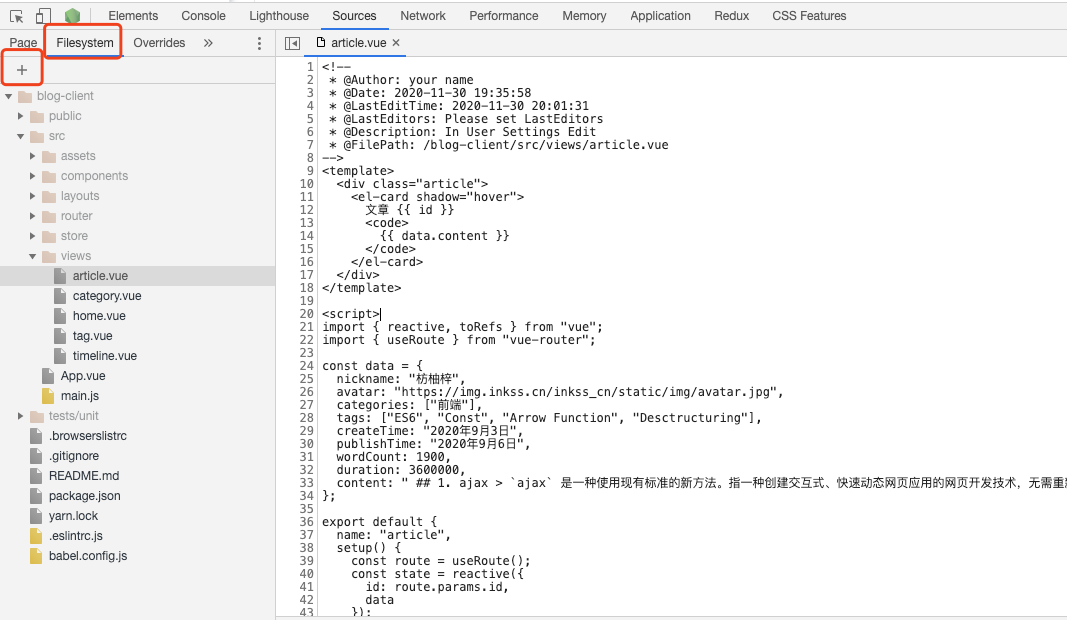 Elements Console Lighthouse Sources Network Performance Memory Application Redux CSS Features
Page Filesystem Overrides »
+
blog-client
public
src
assets
components
layouts
router
store
views
article.vue
category.vue
home.vue
tag.vue
timeline.vue
App.vue
main.js
tests/unit
.browserslistrc
.gitignore
README.md
package.json
yarn.lock
.eslintrc.js
babel.config.js
article.vue ×
1 <!--
2  * @Author: your name
3  * @Date: 2020-11-30 19:35:58
4  * @LastEditTime: 2020-11-30 20:01:31
5  * @LastEditors: Please set LastEditors
6  * @Description: In User Settings Edit
7  * @FilePath: /blog-client/src/views/article.vue
8 -->
9 <template>
10   <div class="article">
11     <el-card shadow="hover">
12       文章 {{ id }}
13       <code>
14         {{ data.content }}
15       </code>
16     </el-card>
17   </div>
18 </template>
19
20 <script>
21 import { reactive, toRefs } from "vue";
22 import { useRoute } from "vue-router";
23
24 const data = {
25   nickname: "枋柚梓",
26   avatar: "https://img.inkss.cn/inkss_cn/static/img/avatar.jpg",
27   categories: ["前端"],
28   tags: ["ES6", "Const", "Arrow Function", "Desctructuring"],
29   createTime: "2020年9月3日",
30   publishTime: "2020年9月6日",
31   wordCount: 1900,
32   duration: 3600000,
33   content: " ## 1. ajax > `ajax` 是一种使用现有标准的新方法。指一种创建交互式、快速动态网页应用的网页开发技术，无需重
34 };
35
36 export default {
37   name: "article",
38   setup() {
39     const route = useRoute();
40     const state = reactive({
41       id: route.params.id,
42       data
43     });